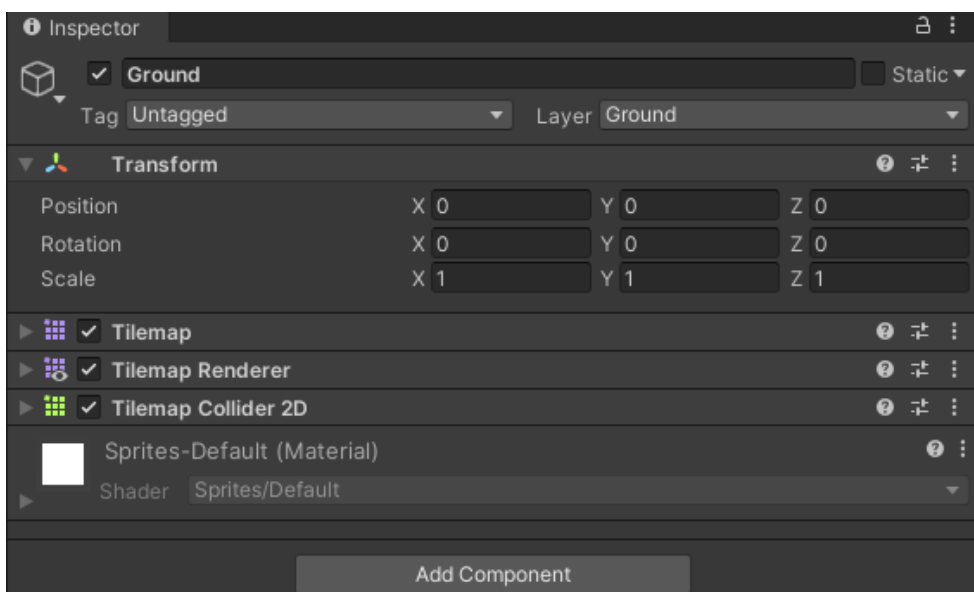 Inspector
Ground Static
Tag Untagged Layer Ground
Transform
Position X 0 Y 0 Z 0
Rotation X 0 Y 0 Z 0
Scale X 1 Y 1 Z 1
Tilemap
Tilemap Renderer
Tilemap Collider 2D
Sprites-Default (Material)
Shader Sprites/Default
Add Component